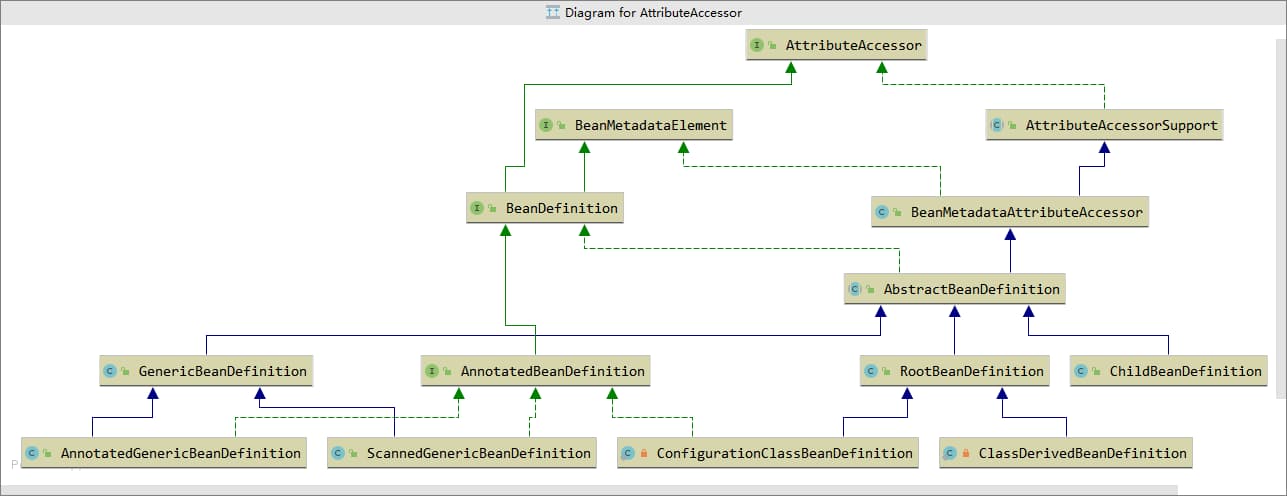 Diagram for AttributeAccessor
I AttributeAccessor
I BeanMetadataElement
C AttributeAccessorSupport
I BeanDefinition
C BeanMetadataAttributeAccessor
C AbstractBeanDefinition
C GenericBeanDefinition
I AnnotatedBeanDefinition
C RootBeanDefinition
C ChildBeanDefinition
C AnnotatedGenericBeanDefinition
C ScannedGenericBeanDefinition
C ConfigurationClassBeanDefinition
C ClassDerivedBeanDefinition